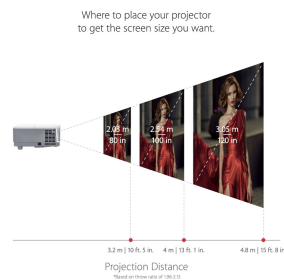 Where to place your projector
to get the screen size you want.
2.03 m
80 in
2.54 m
100 in
3.05 m
120 in
3.2 m | 10 ft. 5 in.
4 m | 13 ft. 1 in.
4.8 m | 15 ft. 8 in.
Projection Distance